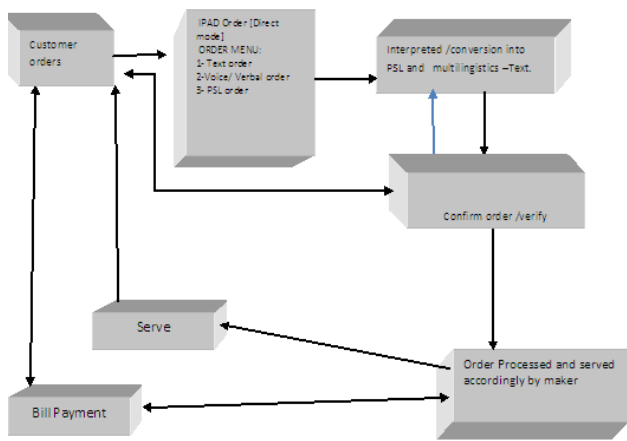 Customer
orders
IPAD Order [Direct
mode]
ORDER MENU:
1- Text order
2-Voice/ Verbal order
3- PSL order
Interpreted /conversion into
PSL and multilingistics –Text.
Confirm order /verify
Serve
Order Processed and served
accordingly by maker
Bill Payment